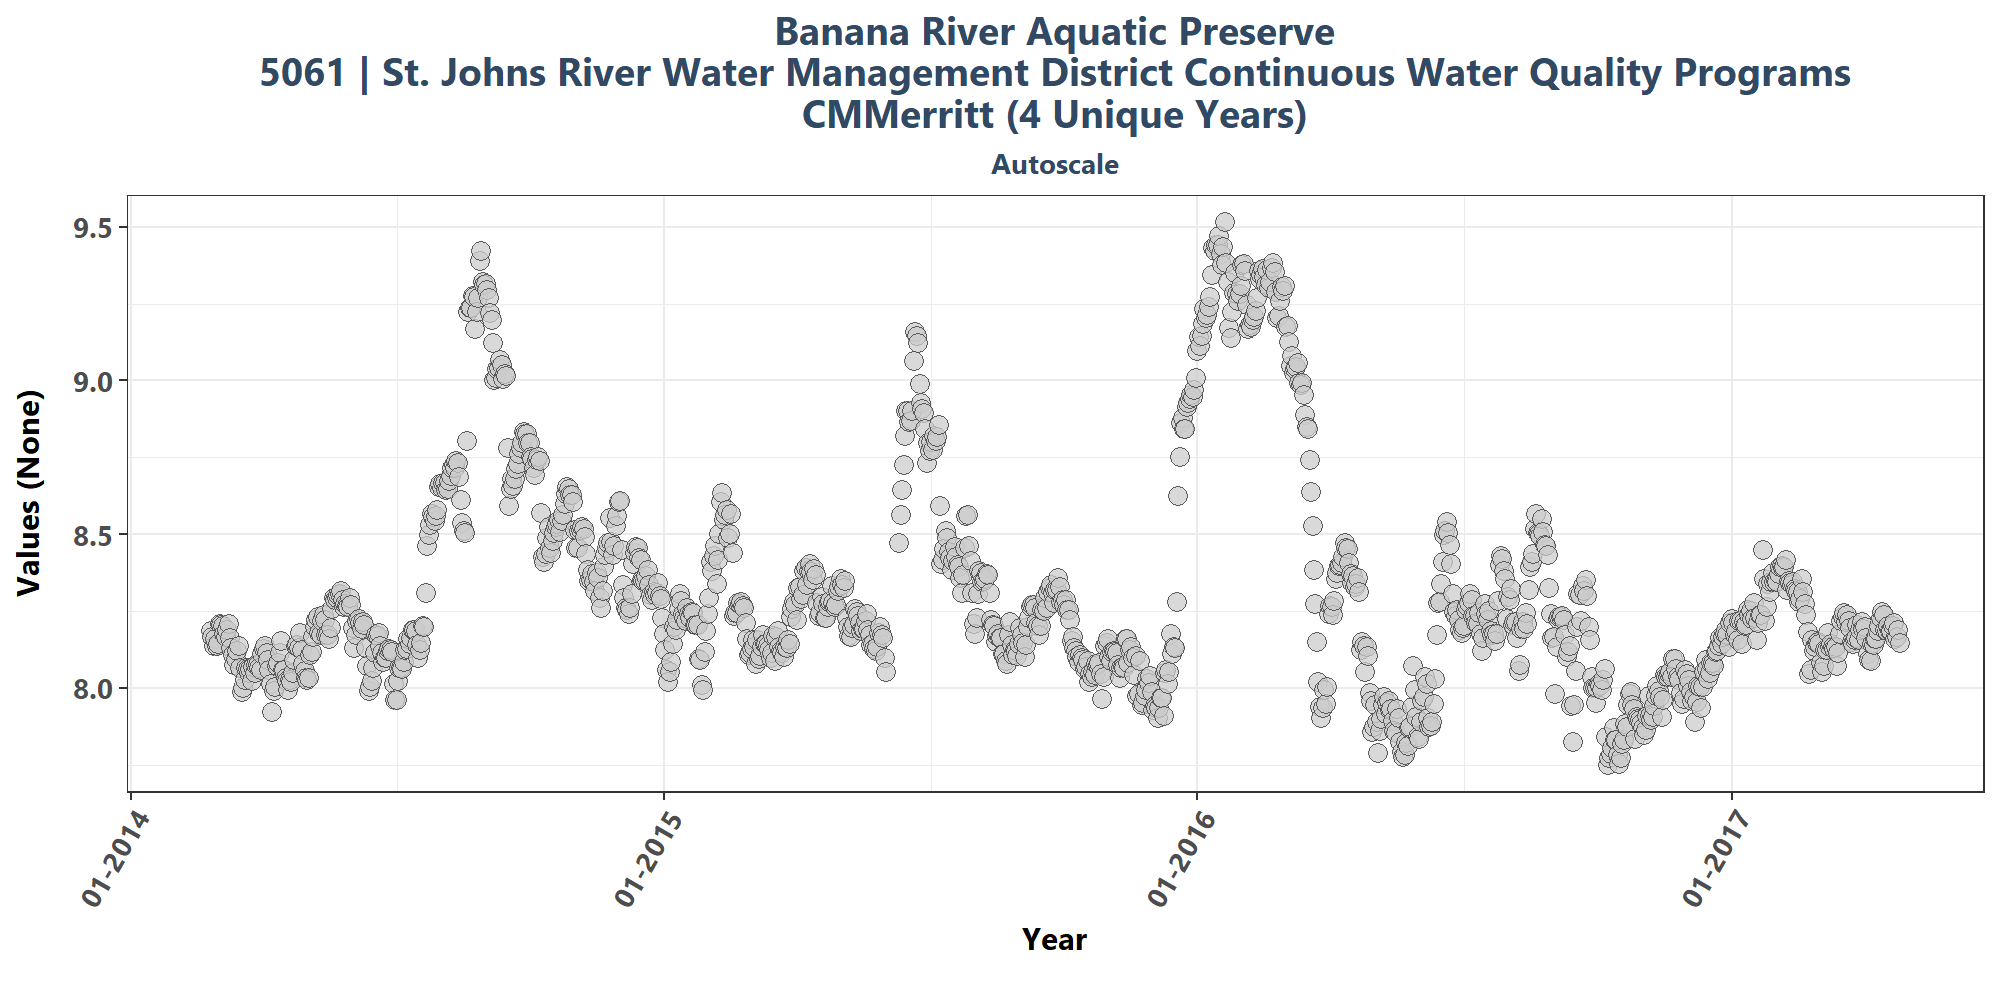 Banana River Aquatic Preserve
5061 | St. Johns River Water Management District Continuous Water Quality Programs
CMMerritt (4 Unique Years)
Autoscale
9.5
9.0
8.5
8.0
Values (None)
01-2014
01-2015
01-2016
01-2017
Year